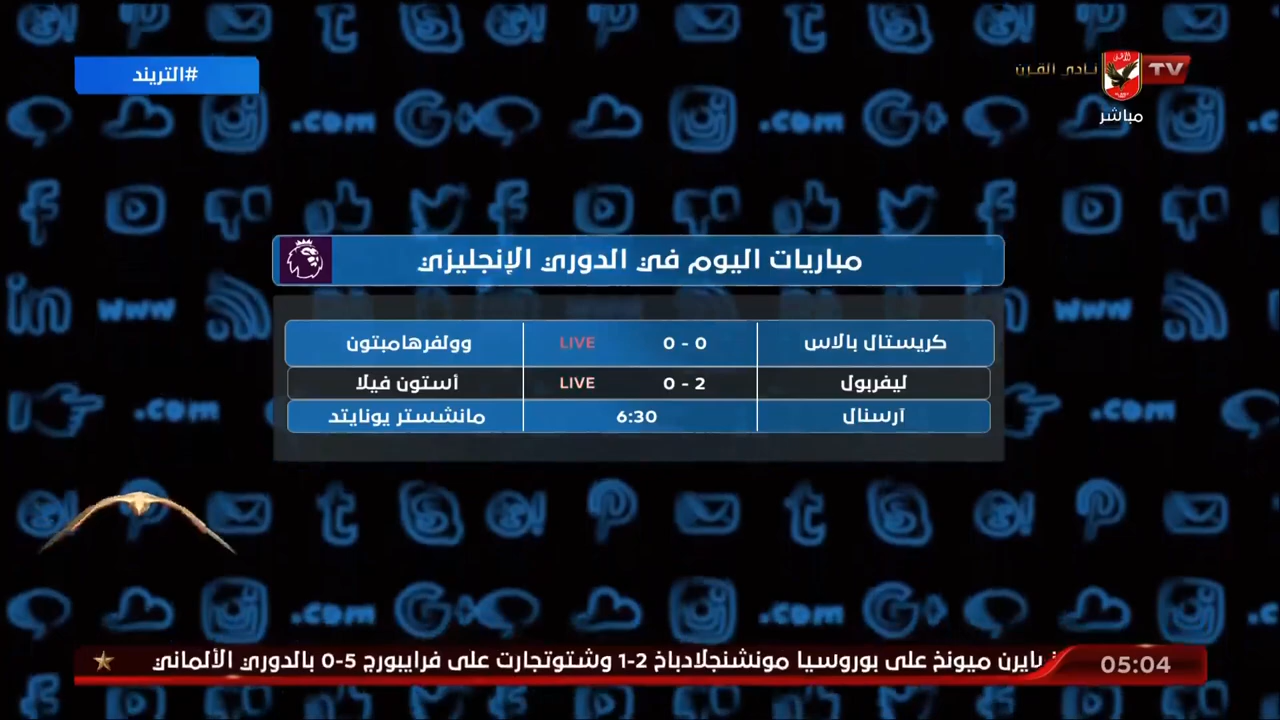 #التريند
نادي القرن
TV
مباشر
مباريات اليوم في الدوري الإنجليزي
كريستال بالاس 0 - 0 LIVE وولفرهامبتون
ليفربول 2 - 0 LIVE أستون فيلا
آرسنال 6:30 مانشستر يونايتد
بايرن ميونخ على بوروسيا مونشنجلادباخ 2-1 وشتوتجارت على فرايبورج 5-0 بالدوري الألماني
05:04